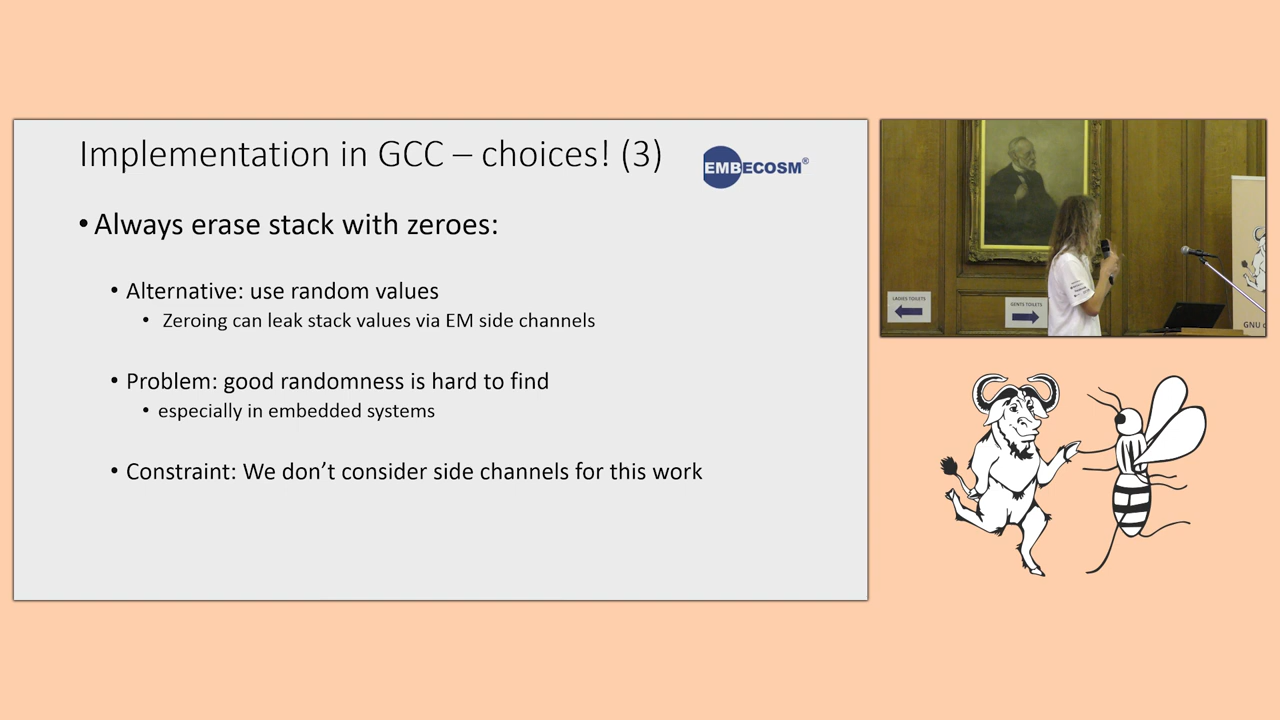 Implementation in GCC – choices! (3)
EMBECOSM®
•Always erase stack with zeroes:
• Alternative: use random values
• Zeroing can leak stack values via EM side channels
• Problem: good randomness is hard to find
• especially in embedded systems
• Constraint: We don’t consider side channels for this work
LADIES TOILETS
GENTS TOILETS
GNU